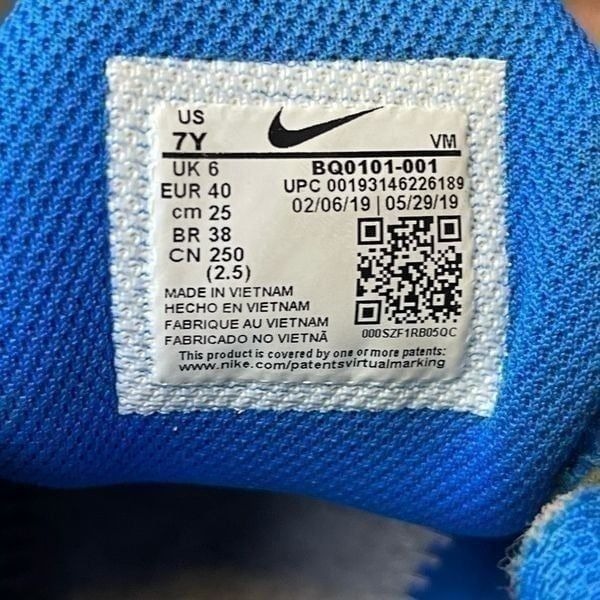 US
7Y
VM
UK 6
EUR 40
cm 25
BR 38
CN 250
(2.5)
BQ0101-001
UPC 00193146226189
02/06/19 | 05/29/19
000SZF1RB05QC
MADE IN VIETNAM
HECHO EN VIETNAM
FABRIQUE AU VIETNAM
FABRICADO NO VIETNÃ
This product is covered by one or more patents:
www.nike.com/patentsvirtualmarking